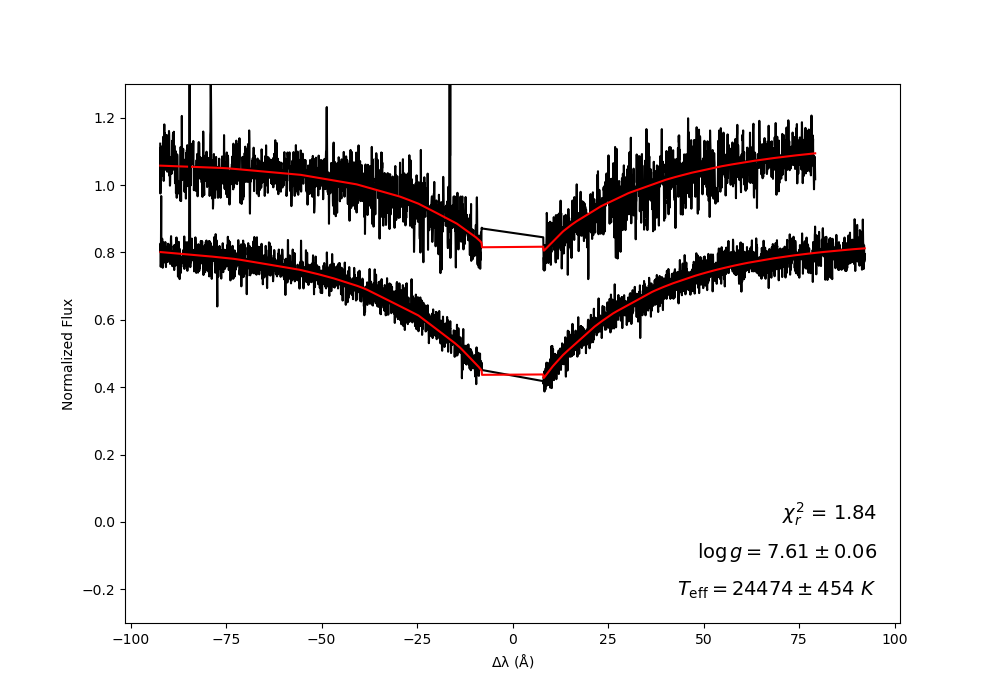 1.2
1.0
0.8
0.6
0.4
0.2
0.0
−0.2
Normalized Flux
χ²ᵣ = 1.84
log g = 7.61 ± 0.06
T_eff = 24474 ± 454 K
−100 −75 −50 −25 0 25 50 75 100
Δλ (Å)